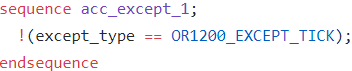 sequence acc_except_1;
!(except_type == OR1200_EXCEPT_TICK);
endsequence